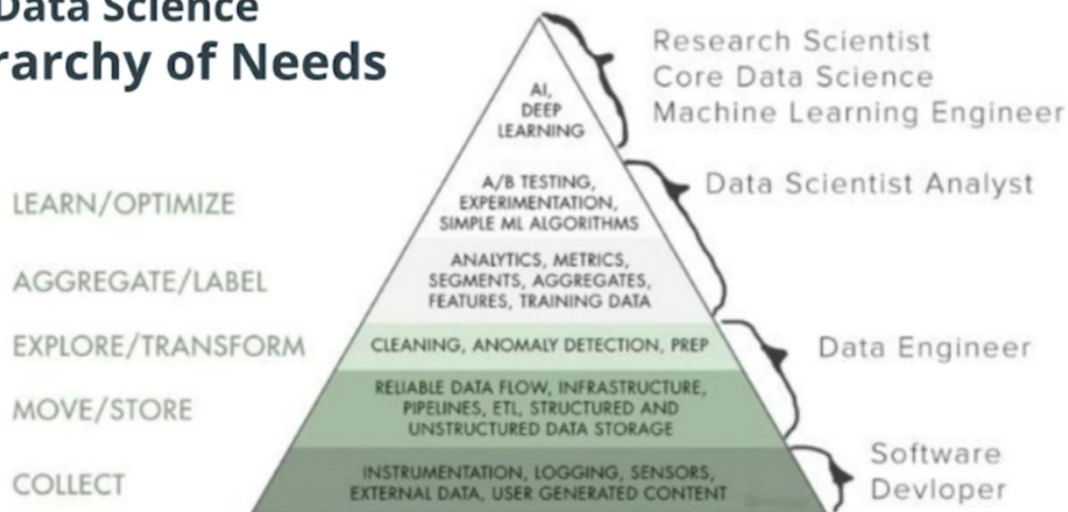 Data Science
rarchy of Needs
LEARN/OPTIMIZE
AGGREGATE/LABEL
EXPLORE/TRANSFORM
MOVE/STORE
COLLECT
AI,
DEEP
LEARNING
A/B TESTING,
EXPERIMENTATION,
SIMPLE ML ALGORITHMS
ANALYTICS, METRICS,
SEGMENTS, AGGREGATES,
FEATURES, TRAINING DATA
CLEANING, ANOMALY DETECTION, PREP
RELIABLE DATA FLOW, INFRASTRUCTURE,
PIPELINES, ETL, STRUCTURED AND
UNSTRUCTURED DATA STORAGE
INSTRUMENTATION, LOGGING, SENSORS,
EXTERNAL DATA, USER GENERATED CONTENT
Research Scientist
Core Data Science
Machine Learning Engineer
Data Scientist Analyst
Data Engineer
Software
Devloper